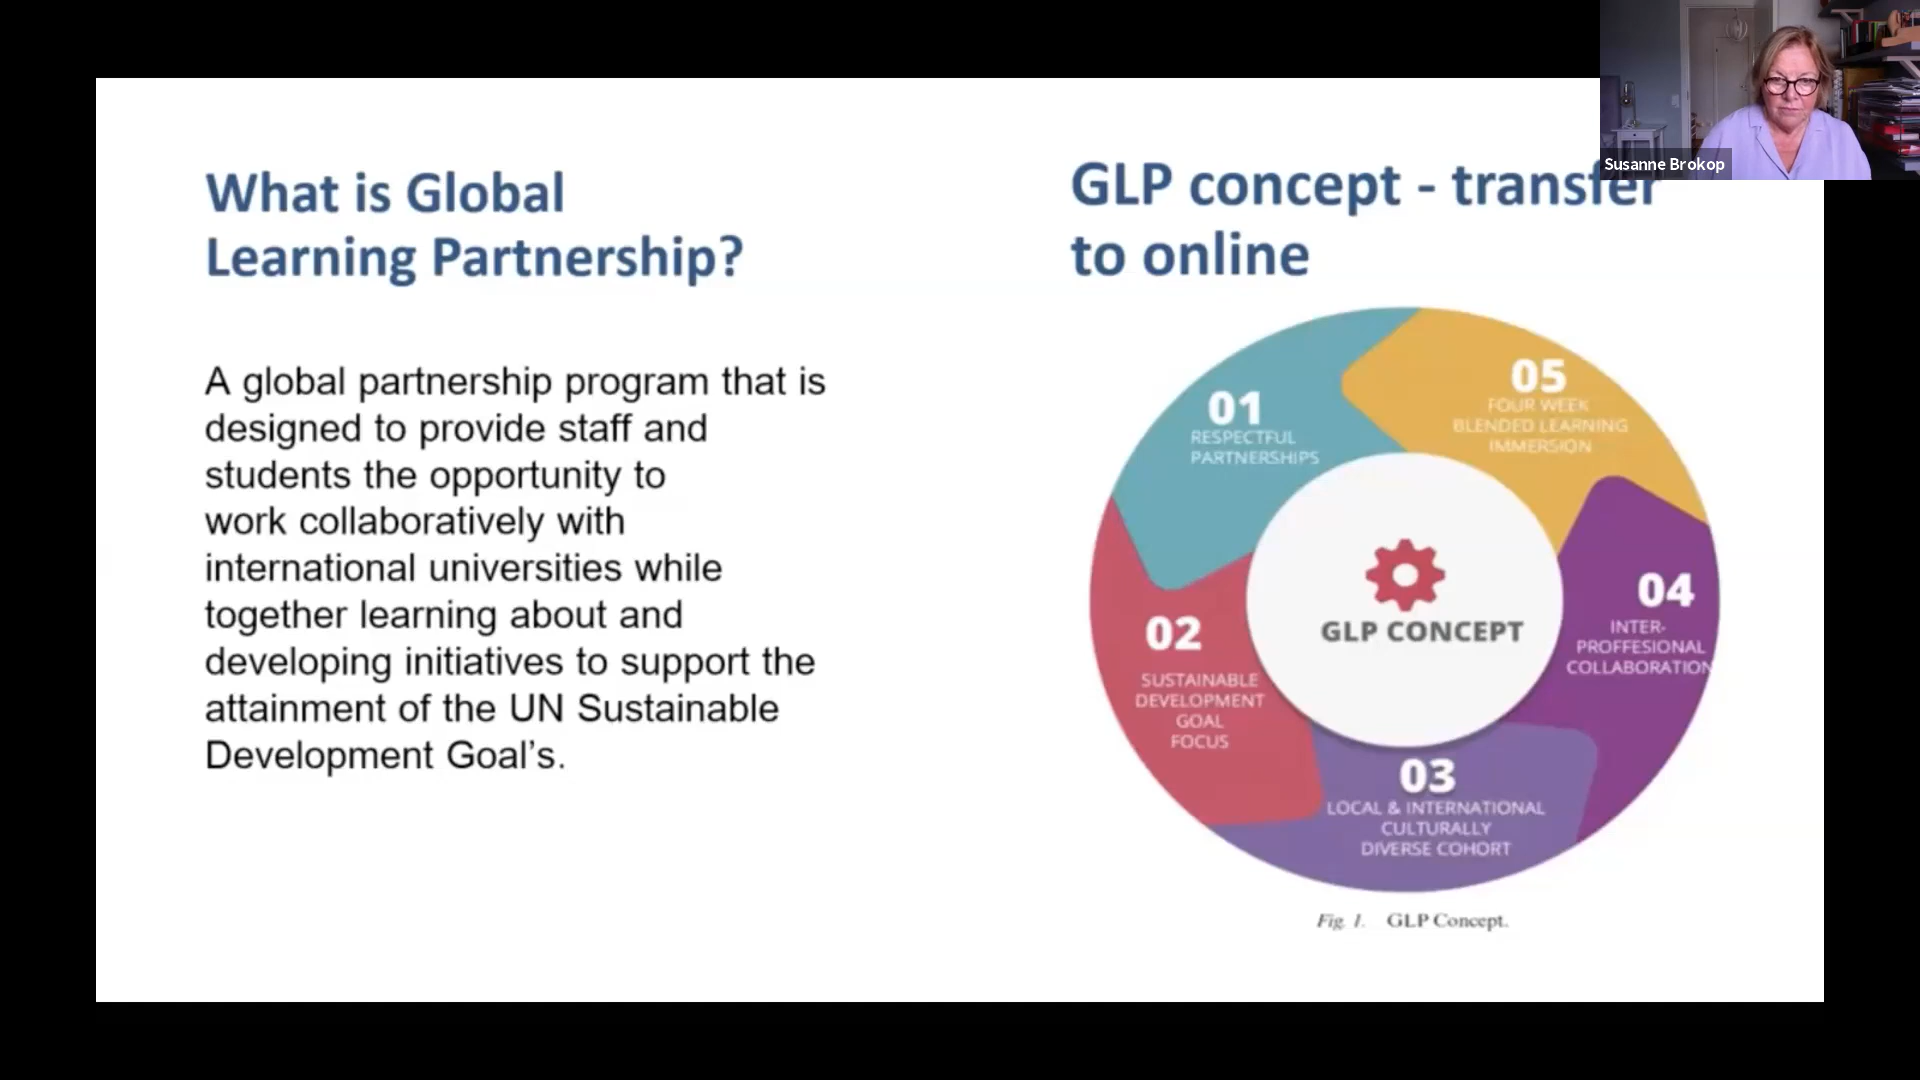 Susanne Brokop
What is Global
Learning Partnership?
A global partnership program that is
designed to provide staff and
students the opportunity to
work collaboratively with
international universities while
together learning about and
developing initiatives to support the
attainment of the UN Sustainable
Development Goal’s.
GLP concept - transfer
to online
01
RESPECTFUL
PARTNERSHIPS
02
SUSTAINABLE
DEVELOPMENT
GOAL
FOCUS
03
LOCAL & INTERNATIONAL
CULTURALLY
DIVERSE COHORT
04
INTER-
PROFFESIONAL
COLLABORATION
05
FOUR WEEK
BLENDED LEARNING
IMMERSION
GLP CONCEPT
Fig. 1. GLP Concept.